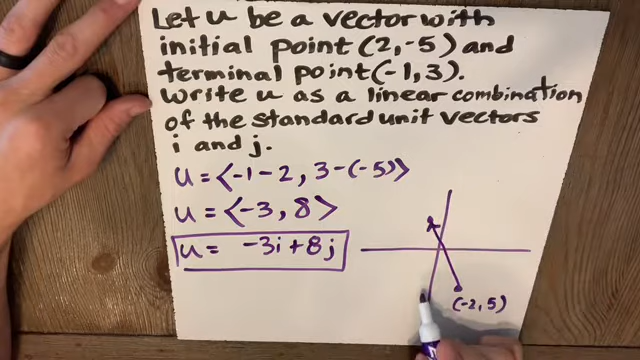 Let u be a vector with
initial point (2,-5) and
terminal point (-1, 3).
Write u as a linear combination
of the standard unit vectors
i and j.
u = ⟨-1-2, 3-(-5)⟩
u = ⟨-3, 8⟩
u = -3i+8j
(-2, 5)